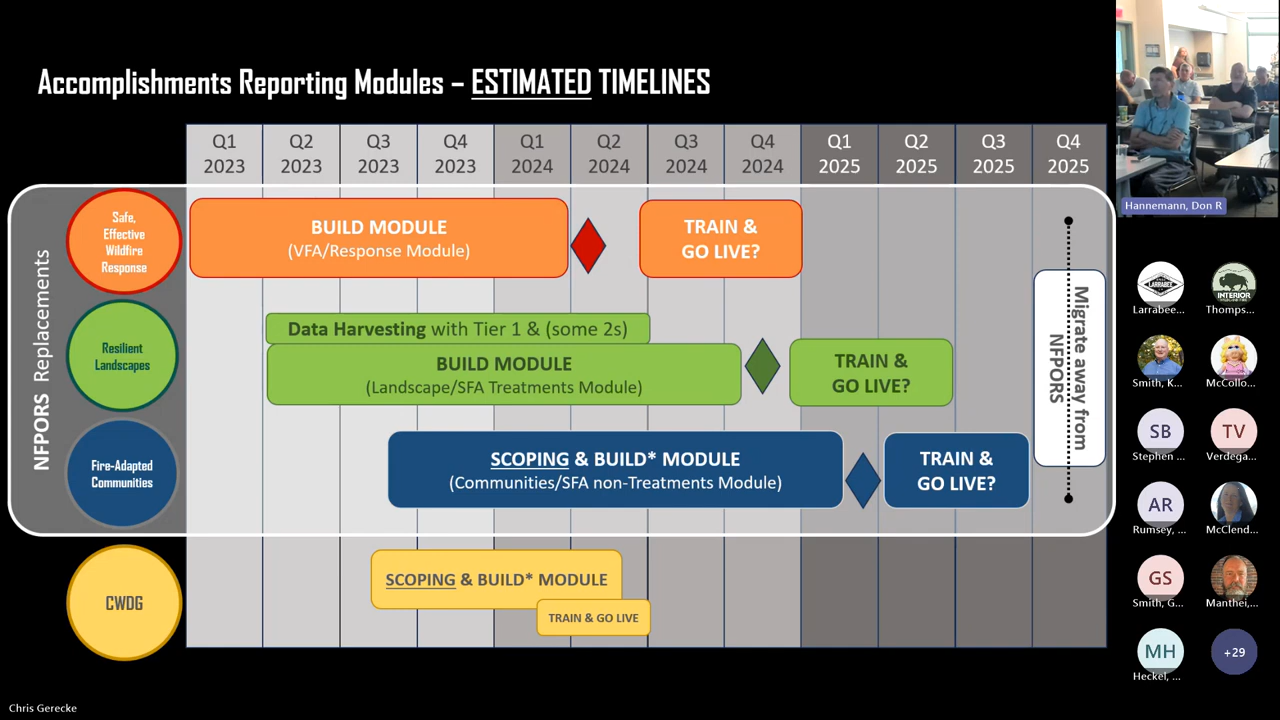 Accomplishments Reporting Modules – ESTIMATED TIMELINES
Q1
2023
Q2
2023
Q3
2023
Q4
2023
Q1
2024
Q2
2024
Q3
2024
Q4
2024
Q1
2025
Q2
2025
Q3
2025
Q4
2025
NFPORS Replacements
Safe,
Effective
Wildfire
Response
BUILD MODULE
(VFA/Response Module)
TRAIN &
GO LIVE?
Resilient
Landscapes
Data Harvesting with Tier 1 & (some 2s)
BUILD MODULE
(Landscape/SFA Treatments Module)
TRAIN &
GO LIVE?
Fire-Adapted
Communities
SCOPING & BUILD* MODULE
(Communities/SFA non-Treatments Module)
TRAIN &
GO LIVE?
Migrate away from
NFPORS
CWDG
SCOPING & BUILD* MODULE
TRAIN & GO LIVE
Chris Gerecke
Hannemann, Don R
LARRABEE
Larrabee...
INTERIOR
Thomps...
Smith, K...
McCollo...
SB
Stephen ...
TV
Verdega...
AR
Rumsey, ...
McClend...
GS
Smith, G...
Manthei,...
MH
Heckel, ...
+29